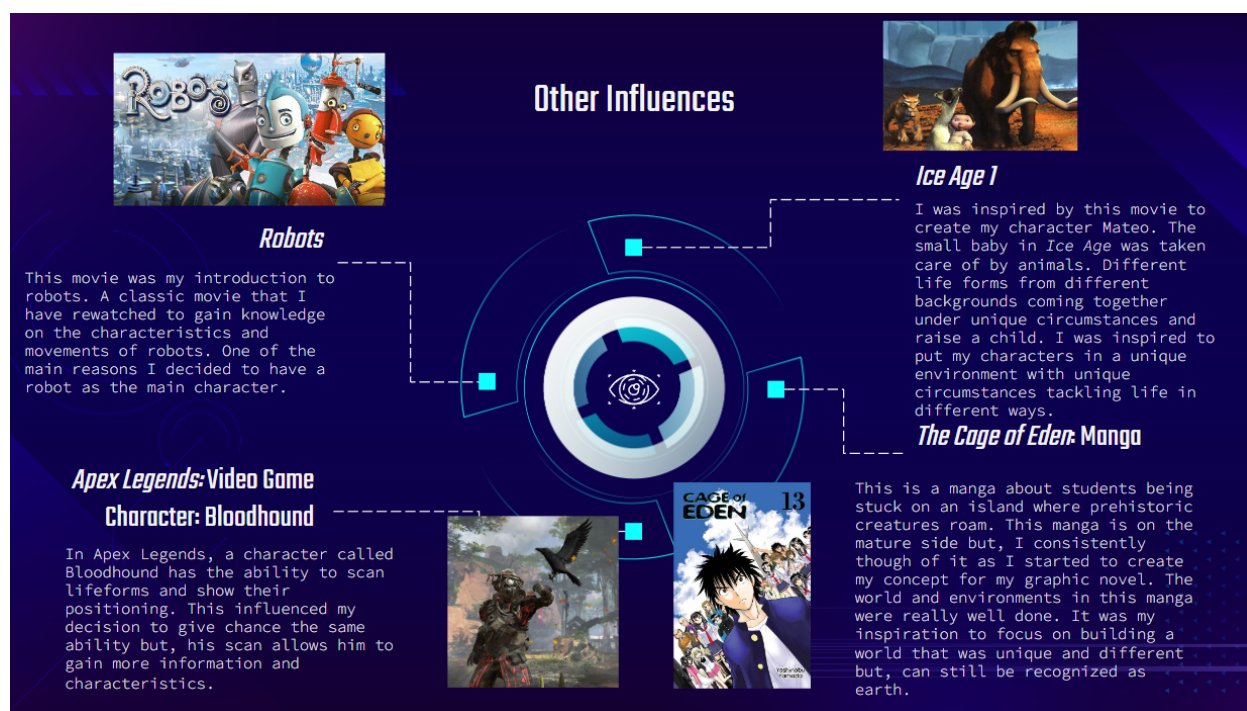 Other Influences
ROBOTS
Robots
This movie was my introduction to
robots. A classic movie that I
have rewatched to gain knowledge
on the characteristics and
movements of robots. One of the
main reasons I decided to have a
robot as the main character.
Ice Age 1
I was inspired by this movie to
create my character Mateo. The
small baby in Ice Age was taken
care of by animals. Different
life forms from different
backgrounds coming together
under unique circumstances and
raise a child. I was inspired to
put my characters in a unique
environment with unique
circumstances tackling life in
different ways.
Apex Legends: Video Game
Character: Bloodhound
In Apex Legends, a character called
Bloodhound has the ability to scan
lifeforms and show their
positioning. This influenced my
decision to give chance the same
ability but, his scan allows him to
gain more information and
characteristics.
CAGE of
EDEN
13
Yoshinobu
Yamada
The Cage of Eden: Manga
This is a manga about students being
stuck on an island where prehistoric
creatures roam. This manga is on the
mature side but, I consistently
though of it as I started to create
my concept for my graphic novel. The
world and environments in this manga
were really well done. It was my
inspiration to focus on building a
world that was unique and different
but, can still be recognized as
earth.